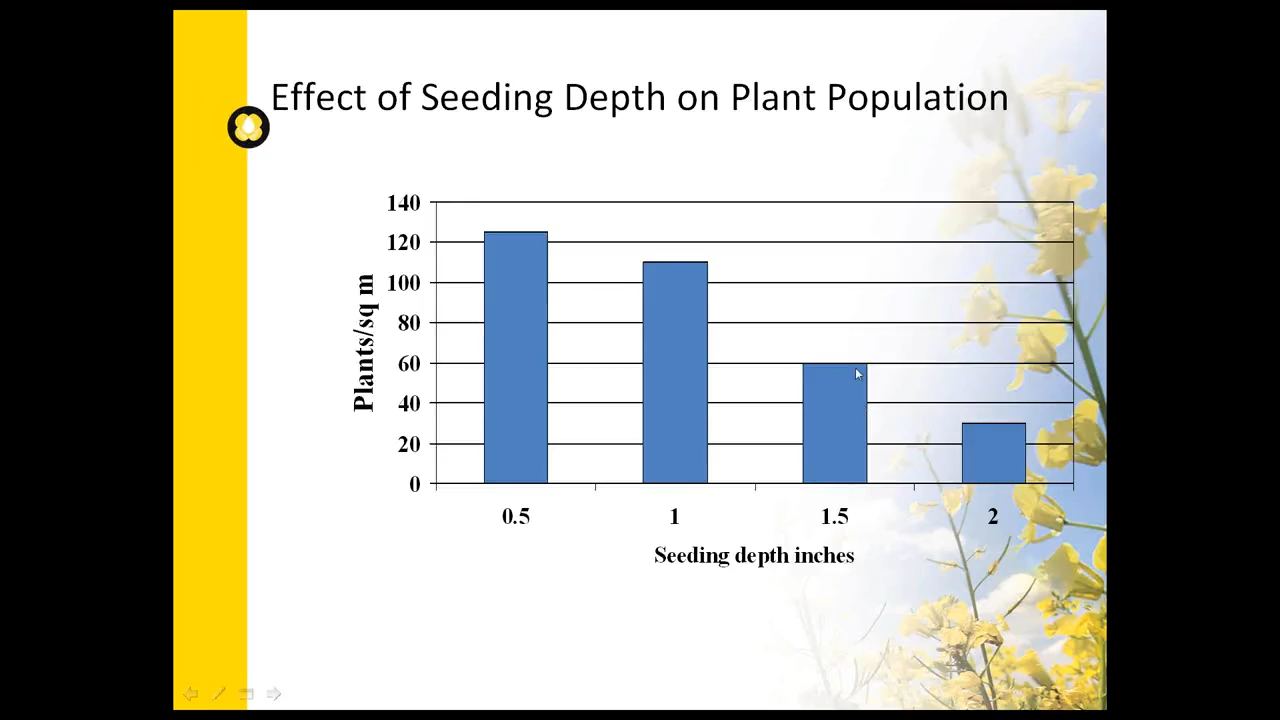 Effect of Seeding Depth on Plant Population
140
120
100
80
60
40
20
0
Plants/sq m
0.5 1 1.5 2
Seeding depth inches